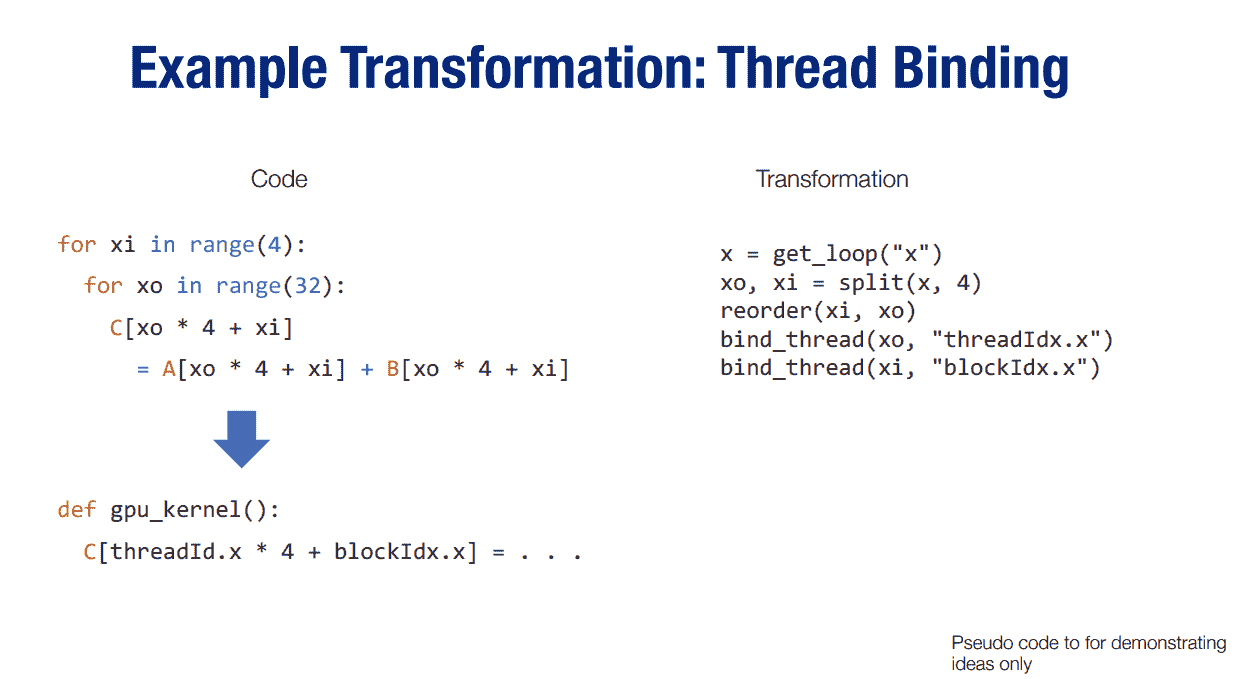 Example Transformation: Thread Binding
Code
for xi in range(4):
for xo in range(32):
C[xo * 4 + xi]
= A[xo * 4 + xi] + B[xo * 4 + xi]
def gpu_kernel():
C[threadId.x * 4 + blockIdx.x] = . . .
Transformation
x = get_loop("x")
xo, xi = split(x, 4)
reorder(xi, xo)
bind_thread(xo, "threadIdx.x")
bind_thread(xi, "blockIdx.x")
Pseudo code to for demonstrating
ideas only